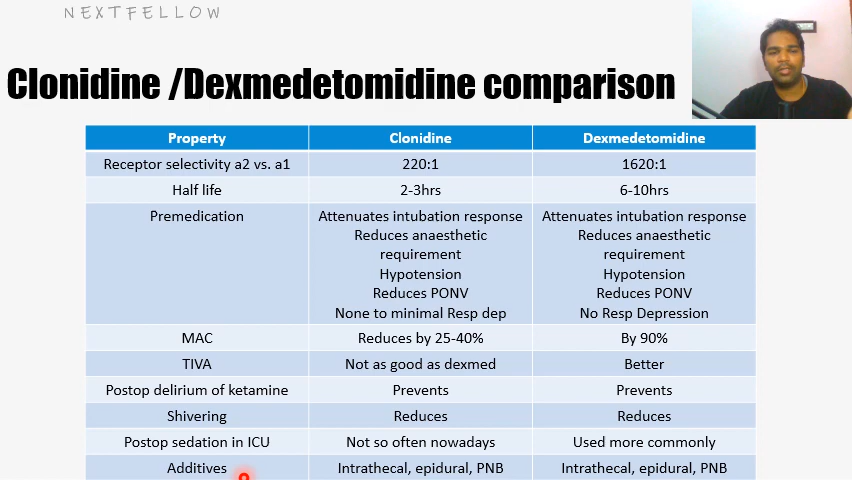 NEXTFELLOW
Clonidine /Dexmedetomidine comparison
Property Clonidine Dexmedetomidine
Receptor selectivity a2 vs. a1 220:1 1620:1
Half life 2-3hrs 6-10hrs
Premedication Attenuates intubation response Attenuates intubation response
Reduces anaesthetic Reduces anaesthetic
requirement requirement
Hypotension Hypotension
Reduces PONV Reduces PONV
None to minimal Resp dep No Resp Depression
MAC Reduces by 25-40% By 90%
TIVA Not as good as dexmed Better
Postop delirium of ketamine Prevents Prevents
Shivering Reduces Reduces
Postop sedation in ICU Not so often nowadays Used more commonly
Additives Intrathecal, epidural, PNB Intrathecal, epidural, PNB